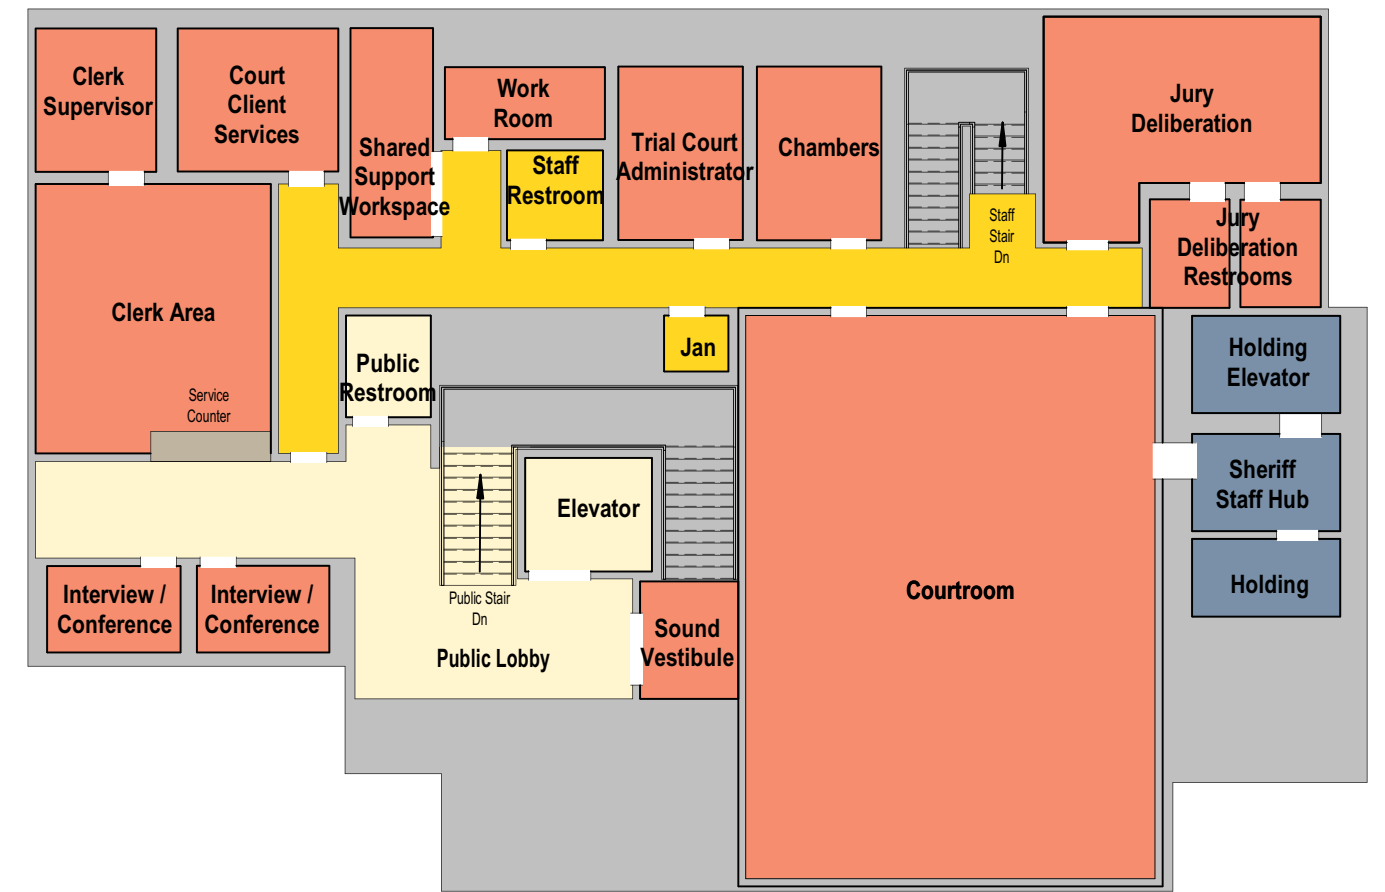 Clerk
Supervisor
Court
Client
Services
Shared
Support
Workspace
Work
Room
Staff
Restroom
Trial Court
Administrator
Chambers
Staff
Stair
Dn
Jury
Deliberation
Jury
Deliberation
Restrooms
Clerk Area
Service
Counter
Public
Restroom
Jan
Holding
Elevator
Sheriff
Staff Hub
Holding
Elevator
Courtroom
Interview /
Conference
Interview /
Conference
Public Stair
Dn
Public Lobby
Sound
Vestibule